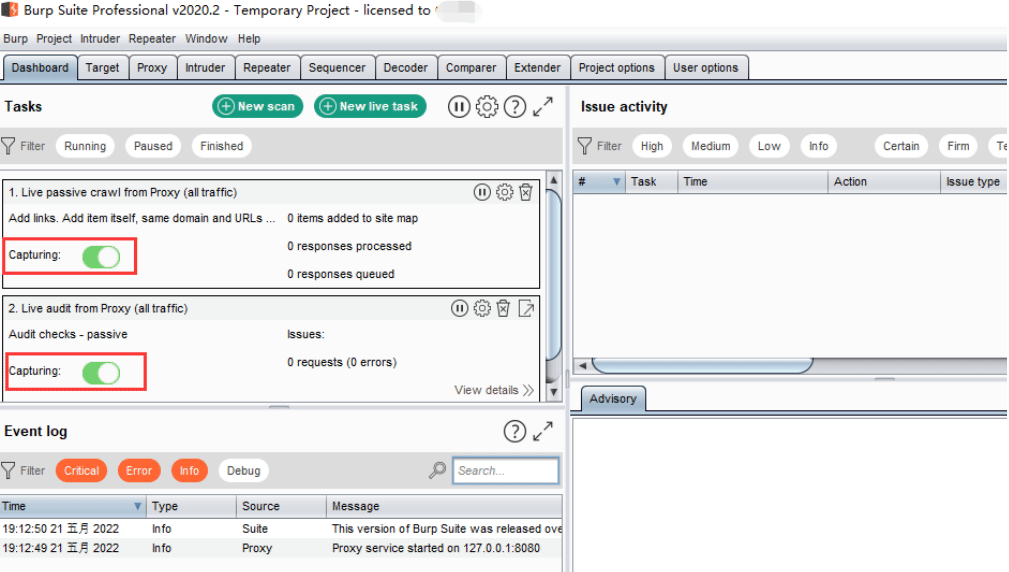 Burp Suite Professional v2020.2 - Temporary Project - licensed to
Burp Project Intruder Repeater Window Help
Dashboard Target Proxy Intruder Repeater Sequencer Decoder Comparer Extender Project options User options
Tasks
New scan
New live task
Filter Running Paused Finished
1. Live passive crawl from Proxy (all traffic)
Add links. Add item itself, same domain and URLs ... 0 items added to site map
0 responses processed
Capturing:
0 responses queued
2. Live audit from Proxy (all traffic)
Audit checks - passive Issues:
0 requests (0 errors)
Capturing:
View details
Event log
Filter Critical Error Info Debug Search...
Time Type Source Message
19:12:50 21 五月 2022 Info Suite This version of Burp Suite was released ove
19:12:49 21 五月 2022 Info Proxy Proxy service started on 127.0.0.1:8080
Issue activity
Filter High Medium Low Info Certain Firm Te
# Task Time Action Issue type
Advisory